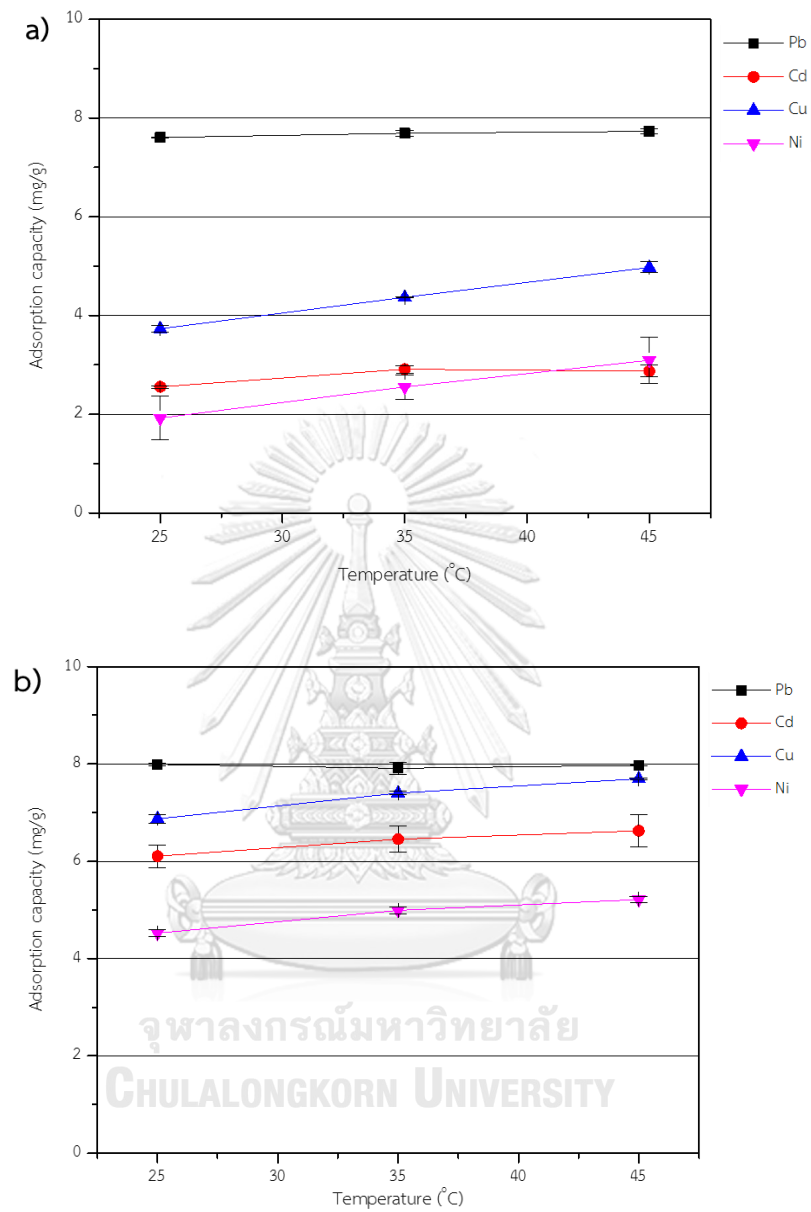 a)
10
8
6
4
2
0
Adsorption capacity (mg/g)
25
30
35
40
45
Temperature (°C)
Pb
Cd
Cu
Ni
b)
10
8
6
4
2
0
Adsorption capacity (mg/g)
25
30
35
40
45
Temperature (°C)
Pb
Cd
Cu
Ni
จุฬาลงกรณ์มหาวิทยาลัย
CHULALONGKORN UNIVERSITY